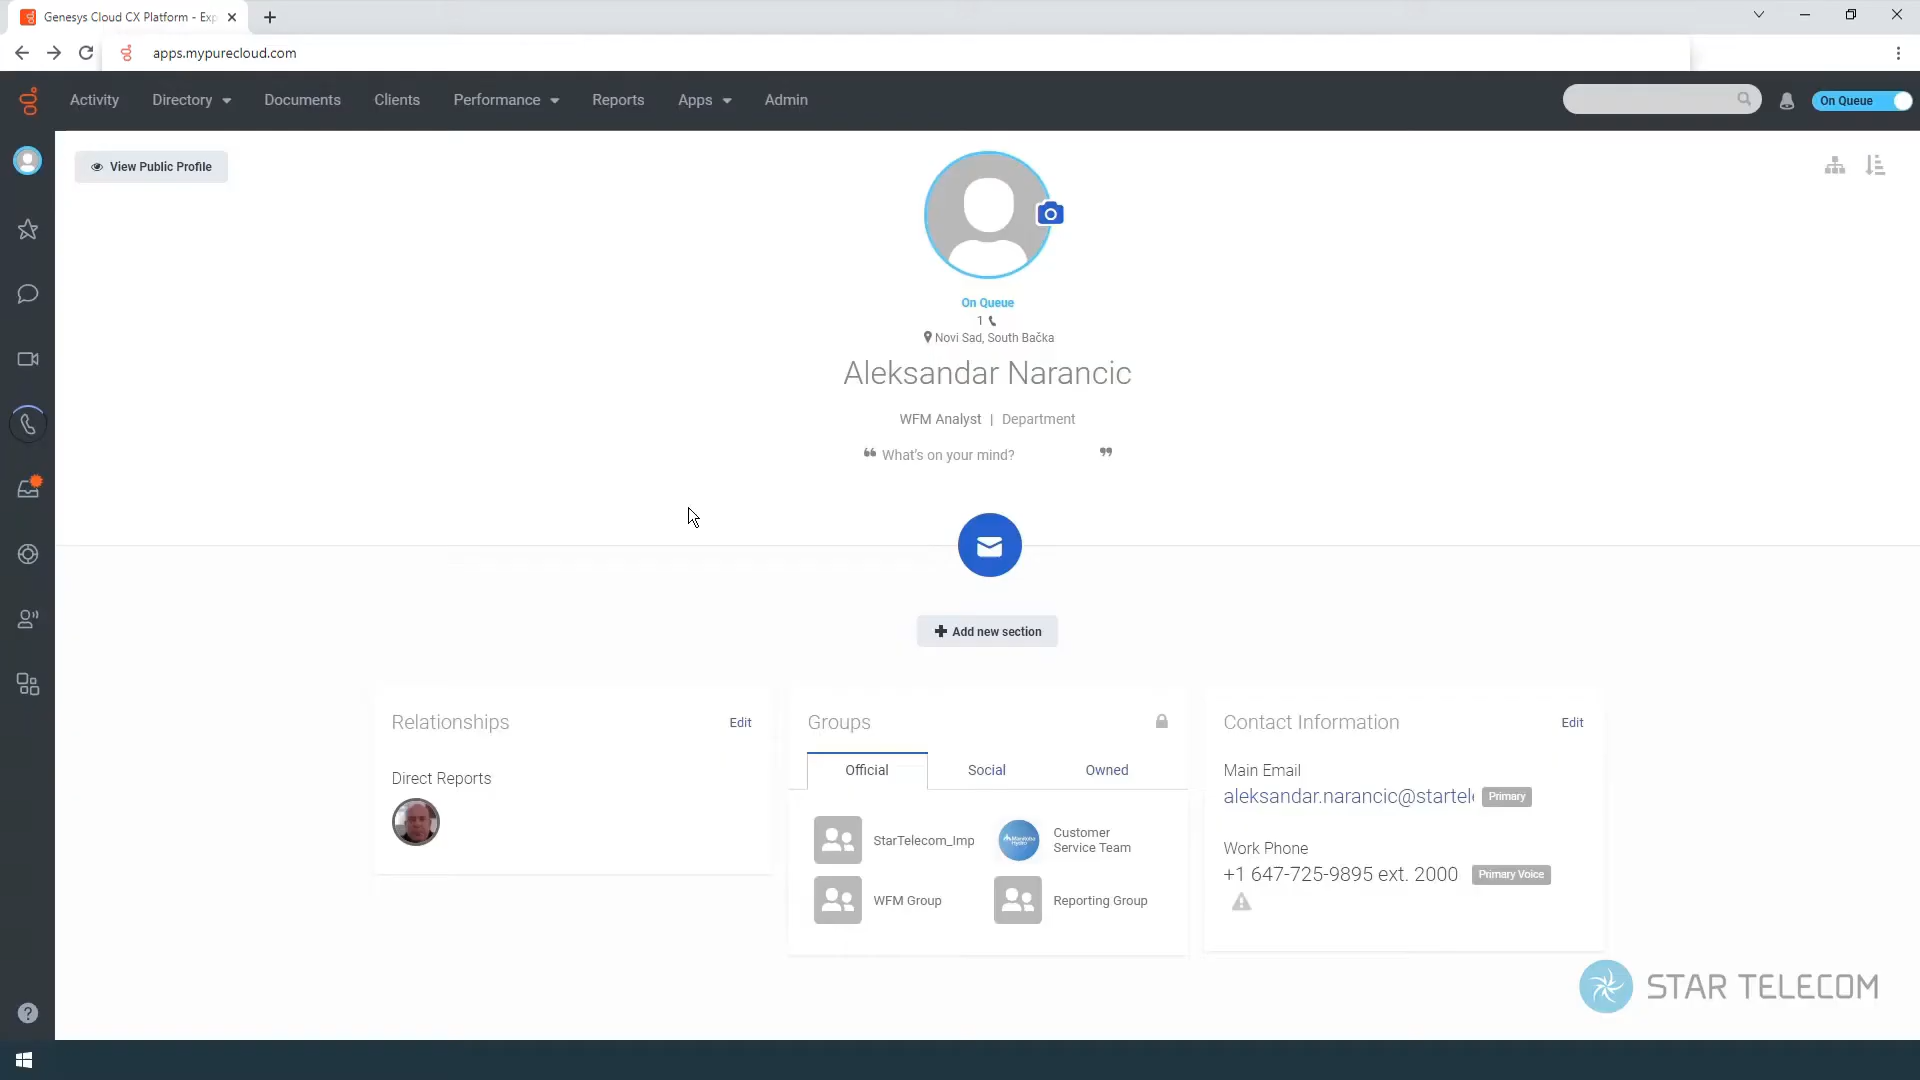 Genesys Cloud CX Platform - Exp
apps.mypurecloud.com
Activity
Directory
Documents
Clients
Performance
Reports
Apps
Admin
On Queue
View Public Profile
On Queue
1
Novi Sad, South Bačka
Aleksandar Narancic
WFM Analyst | Department
❝ What's on your mind? ❞
Add new section
Relationships
Edit
Direct Reports
Groups
Official
Social
Owned
StarTelecom_Imp
Customer
Service Team
WFM Group
Reporting Group
Contact Information
Edit
Main Email
aleksandar.narancic@startel
Primary
Work Phone
+1 647-725-9895 ext. 2000
Primary Voice
STAR TELECOM